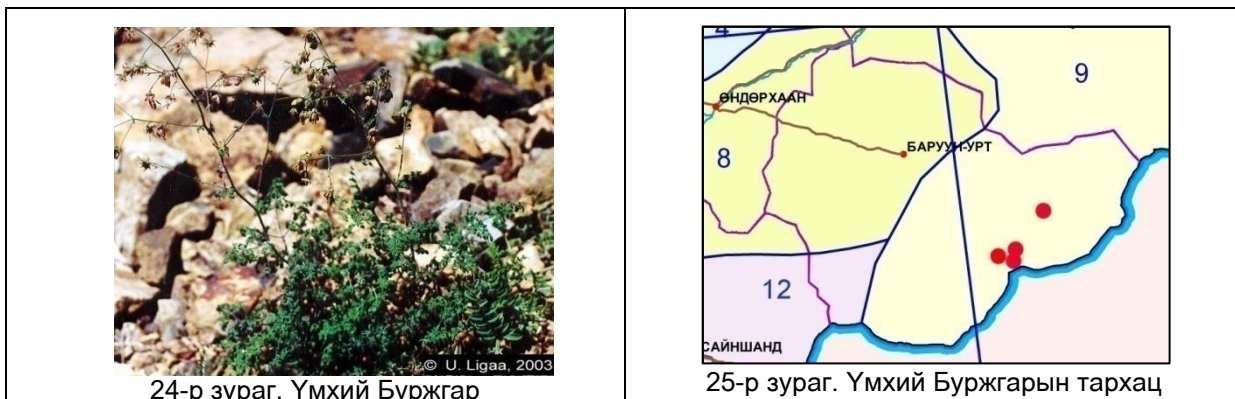 © U. Ligaa, 2003
24-р зураг. Үмхий Буржгар
4
9
ӨНДӨРХААН
БАРУУН-УРТ
8
12
САЙНШАНД
25-р зураг. Үмхий Буржгарын тархац